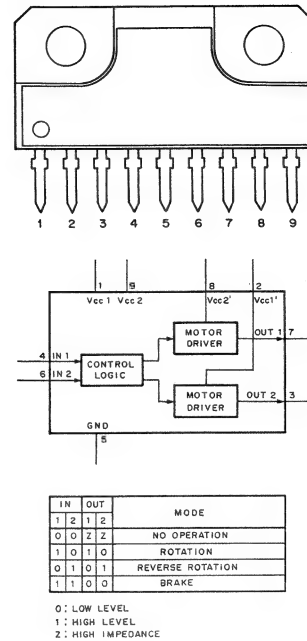 1 2 3 4 5 6 7 8 9
1 9 8 2
Vcc 1 Vcc 2 Vcc2' Vcc1'
MOTOR DRIVER
OUT 1 7
4 IN 1
CONTROL LOGIC
6 IN 2
MOTOR DRIVER
OUT 2 3
GND
5
IN OUT MODE
1 2 1 2
0 0 Z Z NO OPERATION
1 0 1 0 ROTATION
0 1 0 1 REVERSE ROTATION
1 1 0 0 BRAKE
0 : LOW LEVEL
1 : HIGH LEVEL
Z : HIGH IMPEDANCE